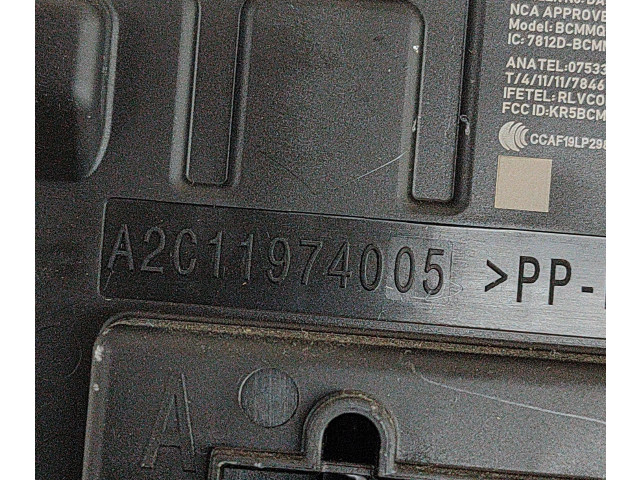 NCA APPROVE
Model: BCMMQ
IC: 7812D-BCM
ANATEL:07533
T/4/11/11/7846
IFETEL: RLVCO
FCC ID:KR5BCM
CCAF19LP298
A2C11974005 >PP-
A